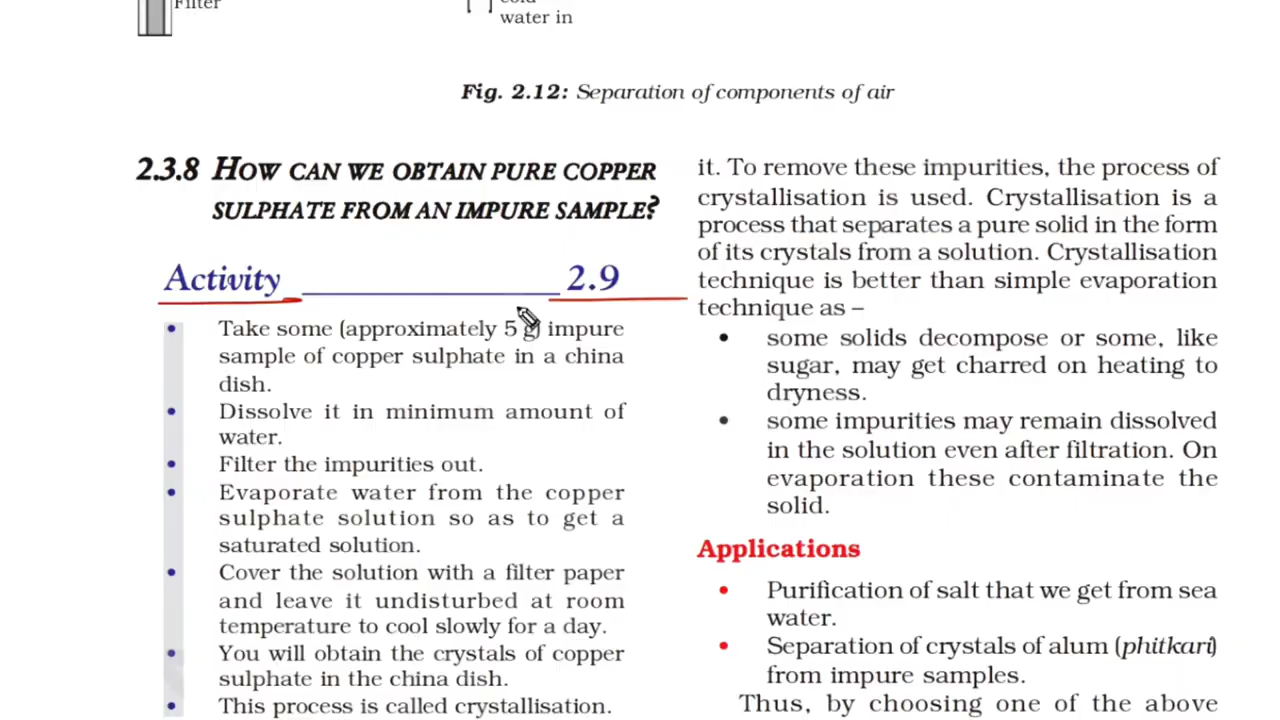 Filter
water in
Fig. 2.12: Separation of components of air
2.3.8 HOW CAN WE OBTAIN PURE COPPER
SULPHATE FROM AN IMPURE SAMPLE?
Activity 2.9
• Take some (approximately 5 g) impure
sample of copper sulphate in a china
dish.
• Dissolve it in minimum amount of
water.
• Filter the impurities out.
• Evaporate water from the copper
sulphate solution so as to get a
saturated solution.
• Cover the solution with a filter paper
and leave it undisturbed at room
temperature to cool slowly for a day.
• You will obtain the crystals of copper
sulphate in the china dish.
• This process is called crystallisation.
it. To remove these impurities, the process of
crystallisation is used. Crystallisation is a
process that separates a pure solid in the form
of its crystals from a solution. Crystallisation
technique is better than simple evaporation
technique as –
• some solids decompose or some, like
sugar, may get charred on heating to
dryness.
• some impurities may remain dissolved
in the solution even after filtration. On
evaporation these contaminate the
solid.
Applications
• Purification of salt that we get from sea
water.
• Separation of crystals of alum (phitkari)
from impure samples.
Thus, by choosing one of the above